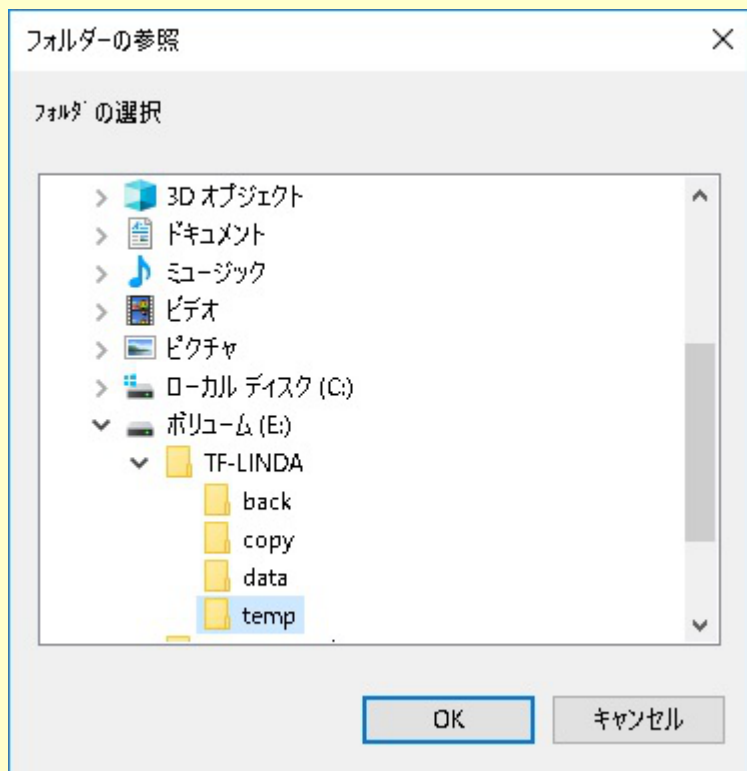 フォルダーの参照
ﾌｫﾙﾀﾞの選択
3D オブジェクト
ドキュメント
ミュージック
ビデオ
ピクチャ
ローカル ディスク (C:)
ボリューム (E:)
TF-LINDA
back
copy
data
temp
OK
キャンセル